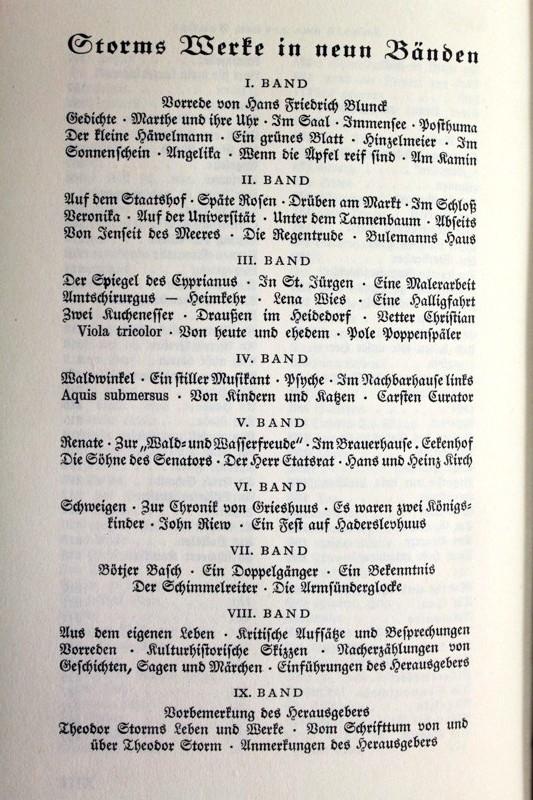 Storms Werke in neun Bänden
I. BAND
Vorrede von Hans Friedrich Blunck
Gedichte · Marthe und ihre Uhr · Im Saal · Immensee · Posthuma
Der kleine Häwelmann · Ein grünes Blatt · Hinzelmeier · Im
Sonnenschein · Angelika · Wenn die Äpfel reif sind · Am Kamin
II. BAND
Auf dem Staatshof · Späte Rosen · Drüben am Markt · Im Schloß
Veronika · Auf der Universität · Unter dem Tannenbaum · Abseits
Von Jenseit des Meeres · Die Regentrude · Bulemanns Haus
III. BAND
Der Spiegel des Cyprianus · In St. Jürgen · Eine Malerarbeit
Amtschirurgus — Heimkehr · Lena Wies · Eine Halligfahrt
Zwei Kuchenesser · Draußen im Heidedorf · Vetter Christian
Viola tricolor · Von heute und ehedem · Pole Poppenspäler
IV. BAND
Waldwinkel · Ein stiller Musikant · Psyche · Im Nachbarhause links
Aquis submersus · Von Kindern und Katzen · Carsten Curator
V. BAND
Renate · Zur „Wald- und Wasserfreude“ · Im Brauerhause · Eekenhof
Die Söhne des Senators · Der Herr Etatsrat · Hans und Heinz Kirch
VI. BAND
Schweigen · Zur Chronik von Grieshuus · Es waren zwei Königs-
kinder · John Riew · Ein Fest auf Haderslevhuus
VII. BAND
Bötjer Basch · Ein Doppelgänger · Ein Bekenntnis
Der Schimmelreiter · Die Armsünderglocke
VIII. BAND
Aus dem eigenen Leben · Kritische Aufsätze und Besprechungen
Vorreden · Kulturhistorische Skizzen · Nacherzählungen von
Geschichten, Sagen und Märchen · Einführungen des Herausgebers
IX. BAND
Vorbemerkung des Herausgebers
Theodor Storms Leben und Werke · Vom Schrifttum von und
über Theodor Storm · Anmerkungen des Herausgebers